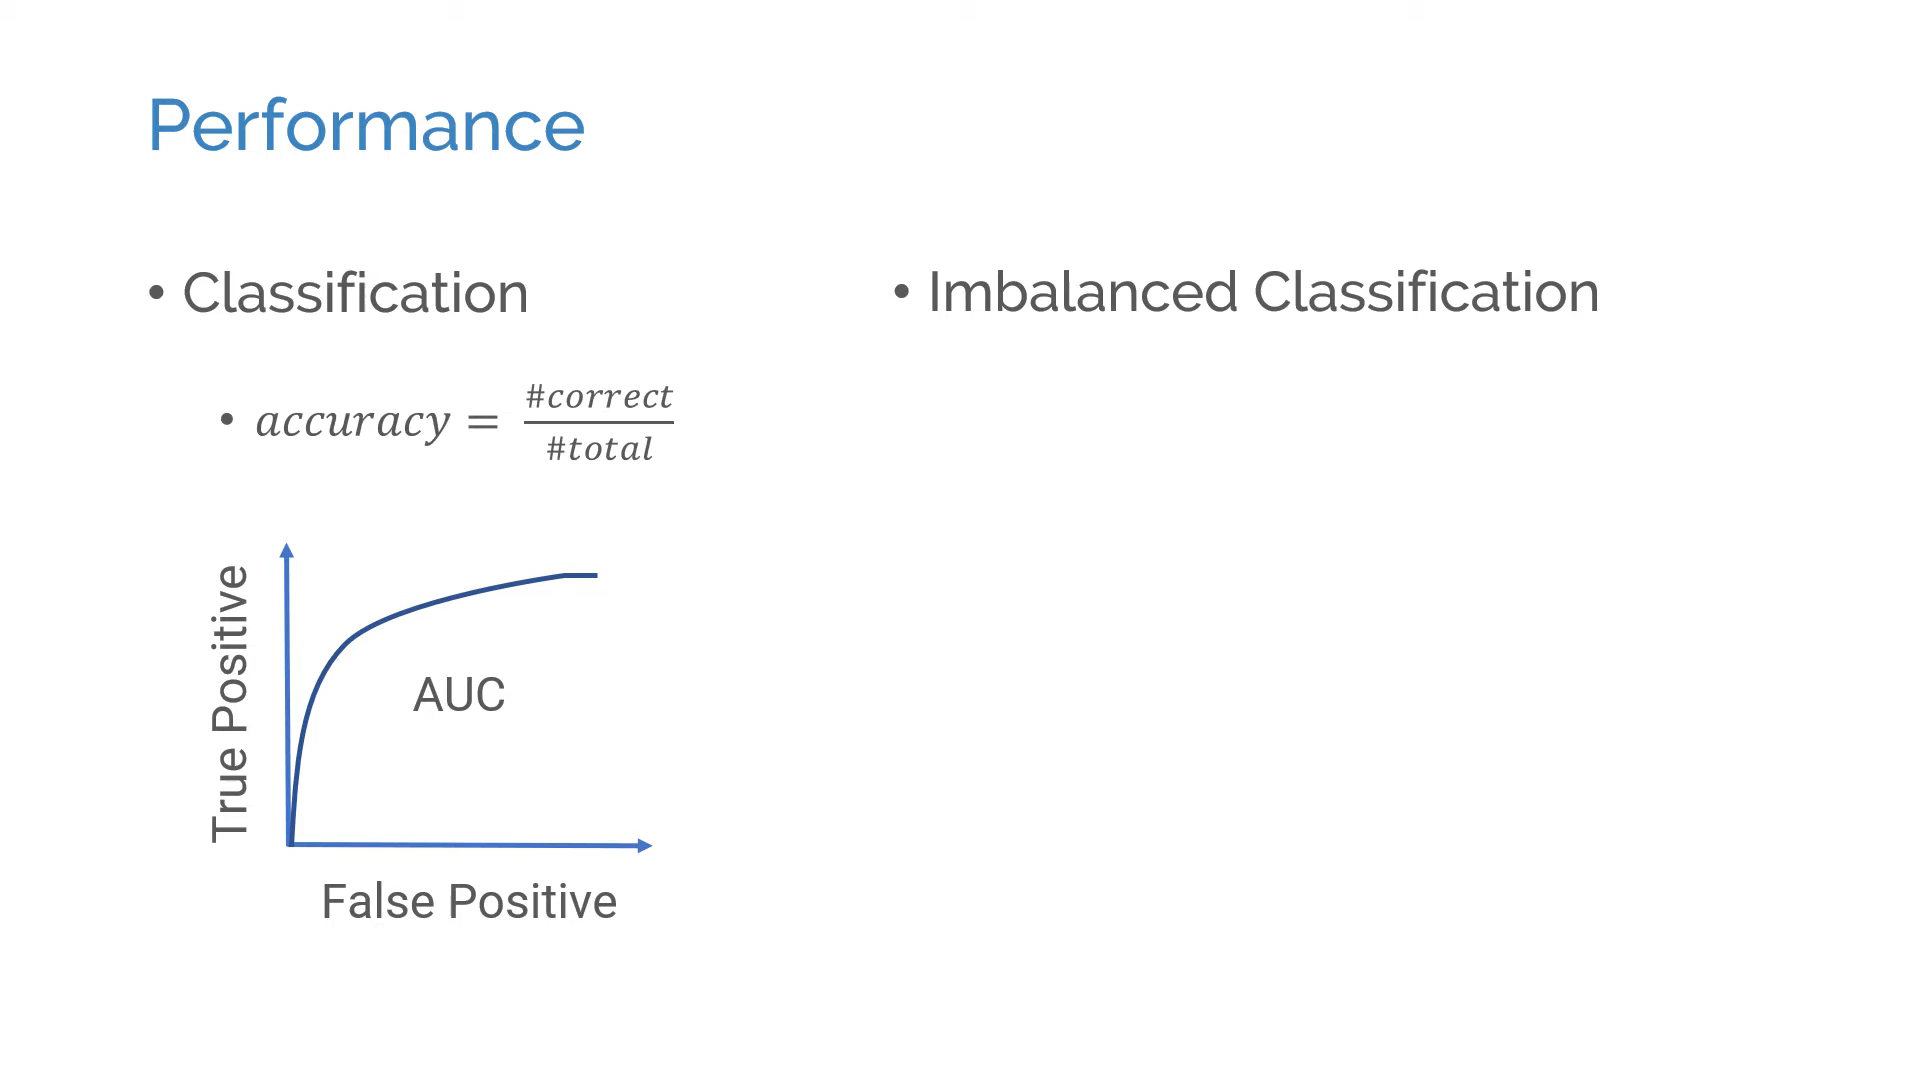 Performance
• Classification
• accuracy = #correct / #total
True Positive
AUC
False Positive
• Imbalanced Classification